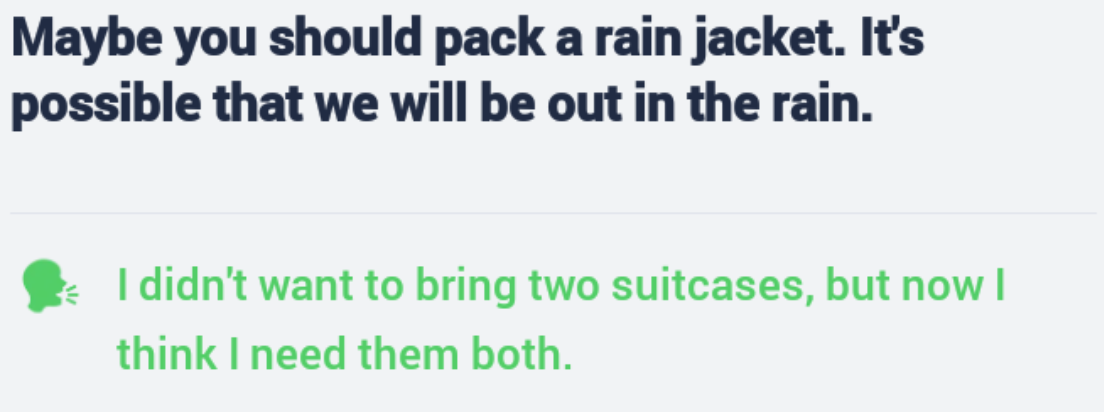 Maybe you should pack a rain jacket. It's
possible that we will be out in the rain.
I didn't want to bring two suitcases, but now I
think I need them both.